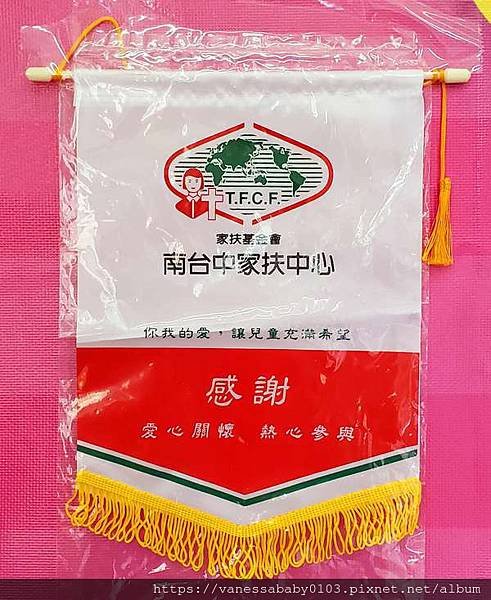 T.F.C.F.
家扶基金會
南台中家扶中心
你我的愛，讓兒童充滿希望
感謝
愛心關懷 熱心參與
https://vanessababy0103.pixnet.net/album